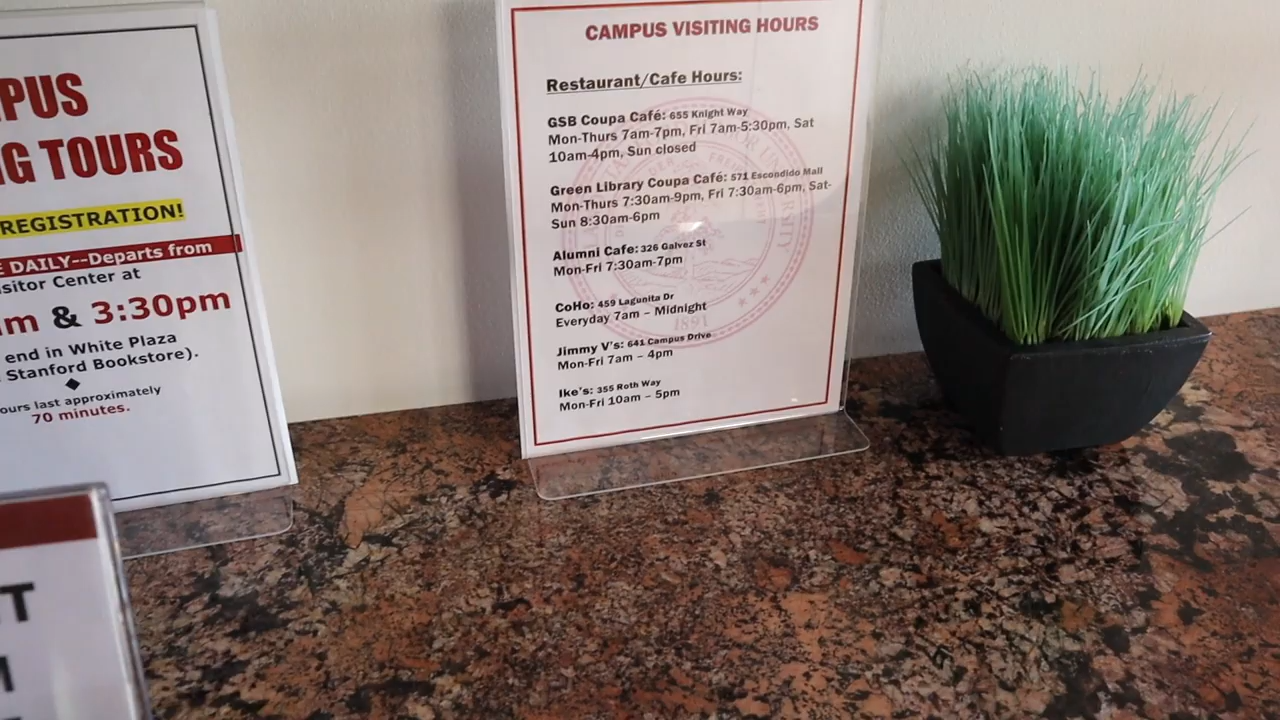 PUS
G TOURS
REGISTRATION!
DAILY--Departs from
Center at
& 3:30pm
end in White Plaza
Stanford Bookstore).
last approximately
70 minutes.
CAMPUS VISITING HOURS
Restaurant/Cafe Hours:
GSB Coupa Café: 655 Knight Way
Mon-Thurs 7am-7pm, Fri 7am-5:30pm, Sat
10am-4pm, Sun closed
Green Library Coupa Café: 571 Escondido Mall
Mon-Thurs 7:30am-9pm, Fri 7:30am-6pm, Sat-
Sun 8:30am-6pm
Alumni Cafe: 326 Galvez St
Mon-Fri 7:30am-7pm
CoHo: 459 Lagunita Dr
Everyday 7am – Midnight
Jimmy V's: 641 Campus Drive
Mon-Fri 7am – 4pm
Ike's: 355 Roth Way
Mon-Fri 10am – 5pm
1891